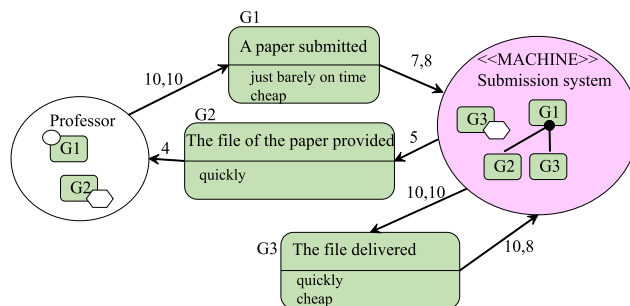 G1
A paper submitted
just barely on time
cheap
10,10
7,8
<<MACHINE>>
Submission system
G3
G1
G2
G3
Professor
G1
G2
G2
The file of the paper provided
quickly
4
5
10,10
G3
The file delivered
quickly
cheap
10,8